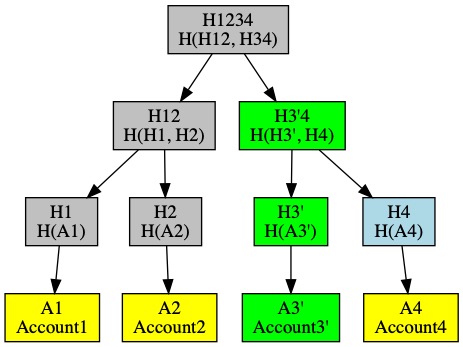 H1234
H(H12, H34)
H12
H(H1, H2)
H3'4
H(H3', H4)
H1
H(A1)
H2
H(A2)
H3'
H(A3')
H4
H(A4)
A1
Account1
A2
Account2
A3'
Account3'
A4
Account4